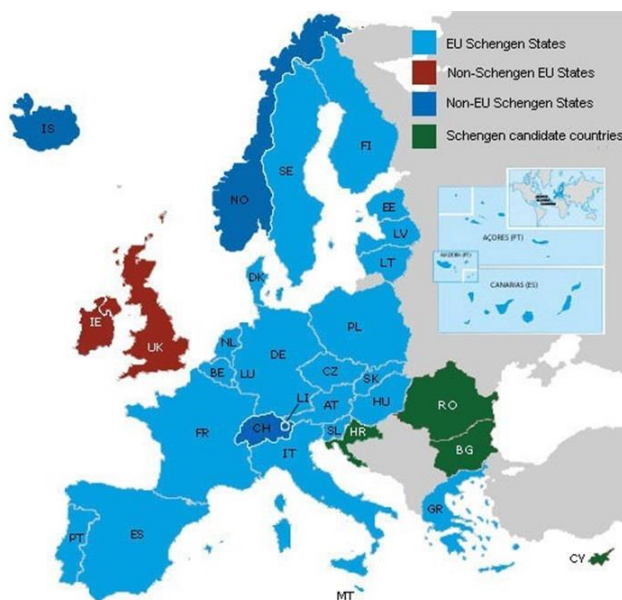 EU Schengen States
Non-Schengen EU States
Non-EU Schengen States
Schengen candidate countries
IS
NO
SE
FI
EE
LV
LT
AÇORES (PT)
MADEIRA (PT)
CANARIAS (ES)
DK
IE
UK
NL
BE
LU
DE
PL
CZ
SK
LI
AT
HU
RO
FR
CH
SL
HR
BG
IT
GR
PT
ES
CY
MT